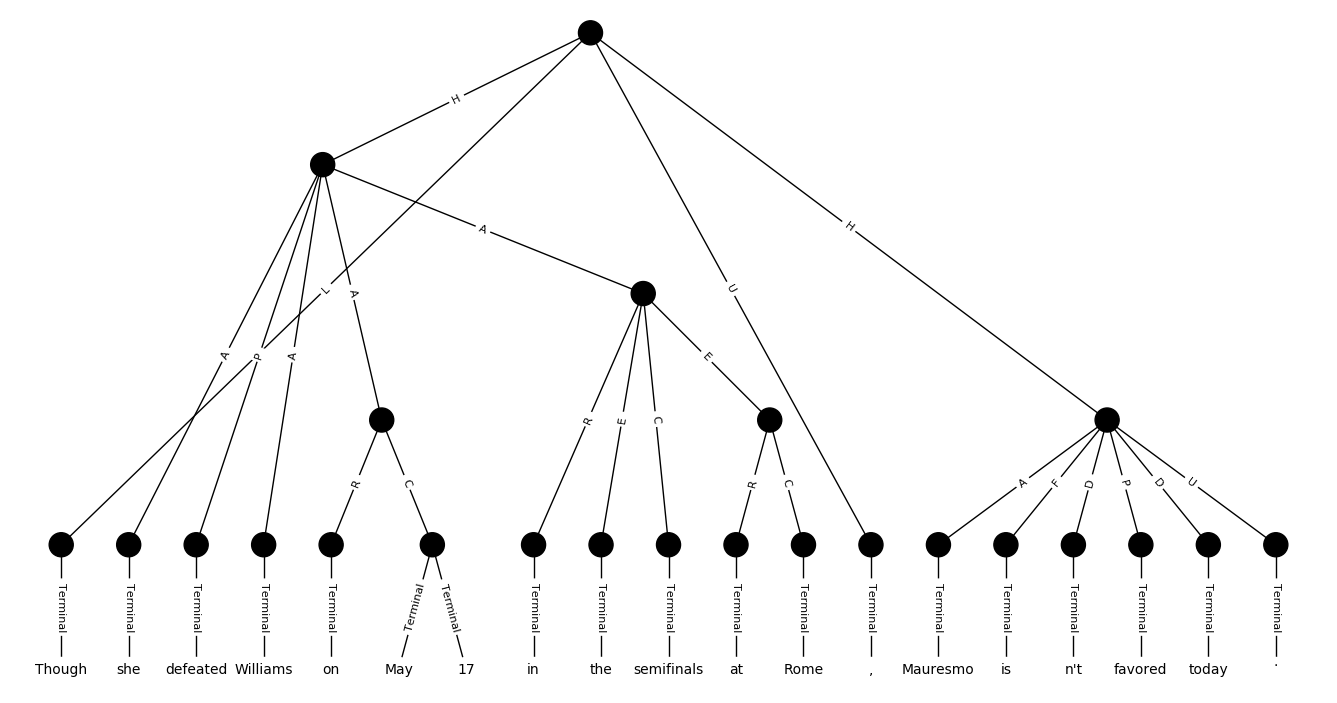 H
A
L
A
U
H
A
P
A
E
R
E
C
R
C
R
C
A
F
D
P
D
U
Terminal Terminal Terminal Terminal Terminal Terminal Terminal Terminal Terminal Terminal Terminal Terminal Terminal Terminal Terminal Terminal Terminal Terminal Terminal
Though she defeated Williams on May 17 in the semifinals at Rome , Mauresmo is n't favored today .